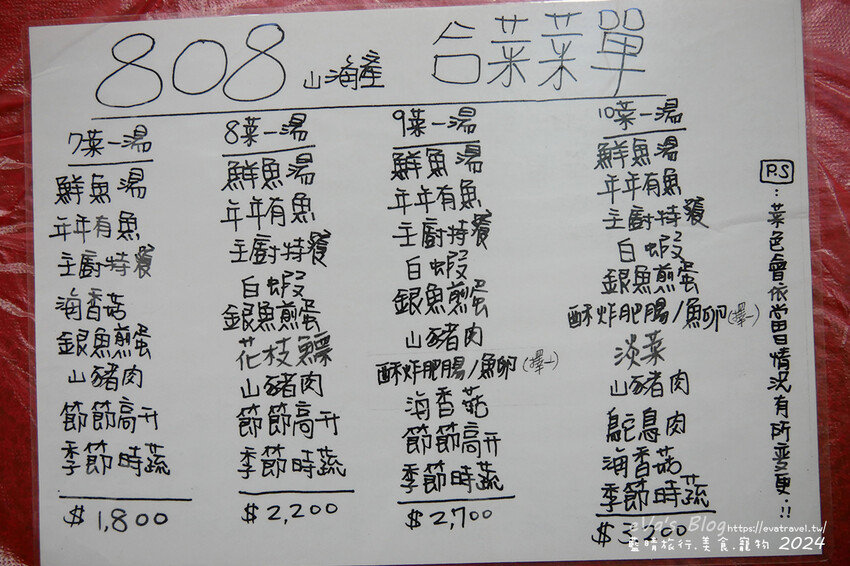 808 山海產 合菜菜單
7菜一湯
鮮魚湯
年年有魚
主廚特餐
海香菇
銀魚煎蛋
山豬肉
節節高升
季節時蔬
$1,800
8菜一湯
鮮魚湯
年年有魚
主廚特餐
白蝦
銀魚煎蛋
花枝鱻
山豬肉
節節高升
季節時蔬
$2,200
9菜一湯
鮮魚湯
年年有魚
主廚特餐
白蝦
銀魚煎蛋
山豬肉
酥炸肥腸/魚卵(擇一)
海香菇
節節高升
季節時蔬
$2,700
10菜一湯
鮮魚湯
年年有魚
主廚特餐
白蝦
銀魚煎蛋
酥炸肥腸/魚卵(擇一)
淡菜
山豬肉
鴕鳥肉
海香菇
季節時蔬
$3,200
P.S：菜色會依當日情況有所變更!!
eVa's Blog https://evatravel.tw/
藍晴旅行.美食.寵物 2024